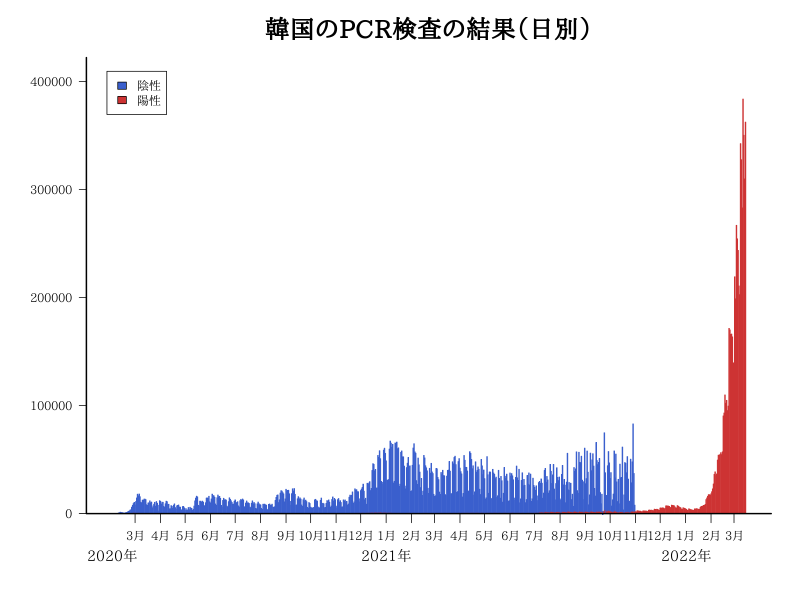 韓国のPCR検査の結果（日別）
陰性
陽性
400000
300000
200000
100000
0
3月 4月 5月 6月 7月 8月 9月 10月 11月 12月 1月 2月 3月 4月 5月 6月 7月 8月 9月 10月 11月 12月 1月 2月 3月
2020年 2021年 2022年